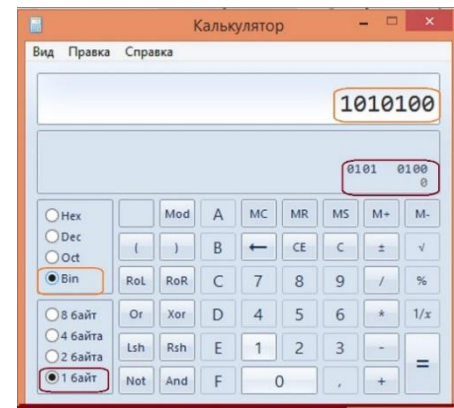 Калькулятор
Вид Правка Справка
1010100
0101 0100
0
Hex Mod A MC MR MS M+ M-
Dec ( ) B ← CE C ± √
Oct
Bin RoL RoR C 7 8 9 / %
8 байт Or Xor D 4 5 6 * 1/x
4 байта Lsh Rsh E 1 2 3 - =
2 байта
1 байт Not And F 0 , +